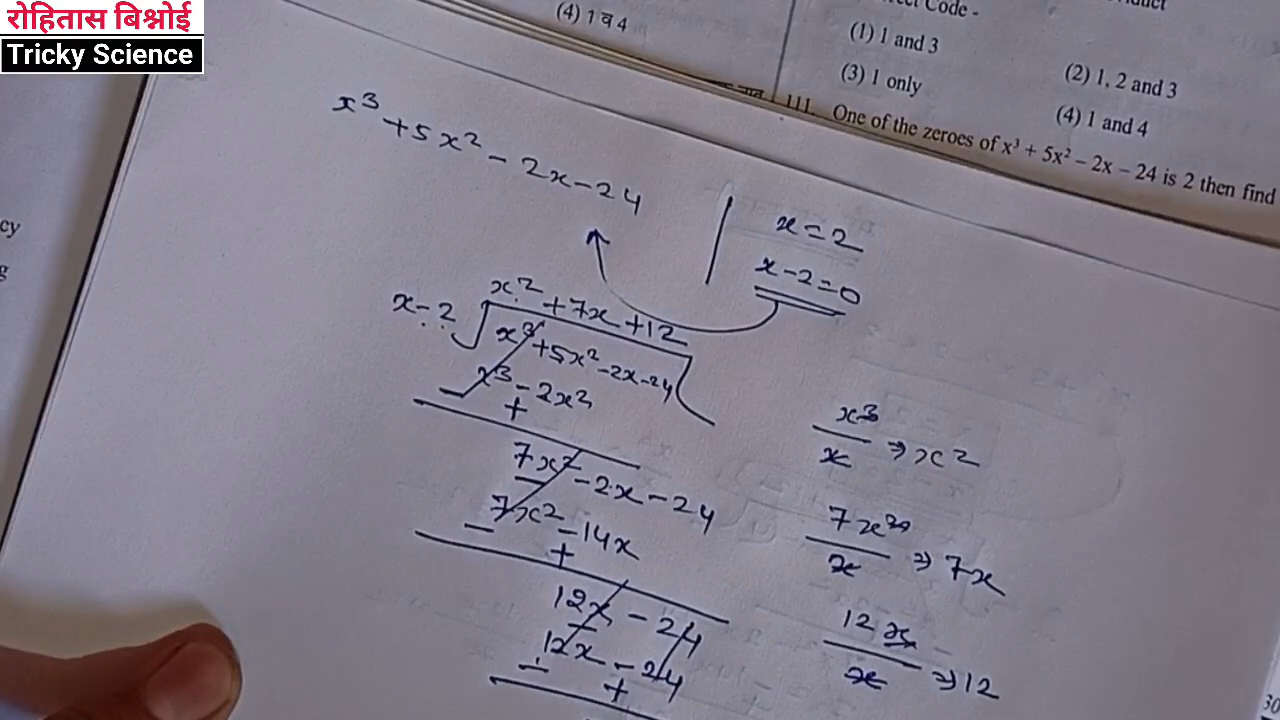 रोहितास बिश्नोई
Tricky Science
(4) 1 व 4
Code -
(1) 1 and 3
(2) 1, 2 and 3
(3) 1 only
(4) 1 and 4
111. One of the zeroes of x³ + 5x² – 2x – 24 is 2 then find
x³ + 5x² - 2x - 24
x = 2
x - 2 = 0
x² + 7x + 12
x - 2
x³ + 5x² - 2x - 24
x³ - 2x²
- +
7x² - 2x - 24
7x² - 14x
- +
12x - 24
12x - 24
- +
x³/x ⇒ x²
7x²/x ⇒ 7x
12x/x ⇒ 12
cy
g
30